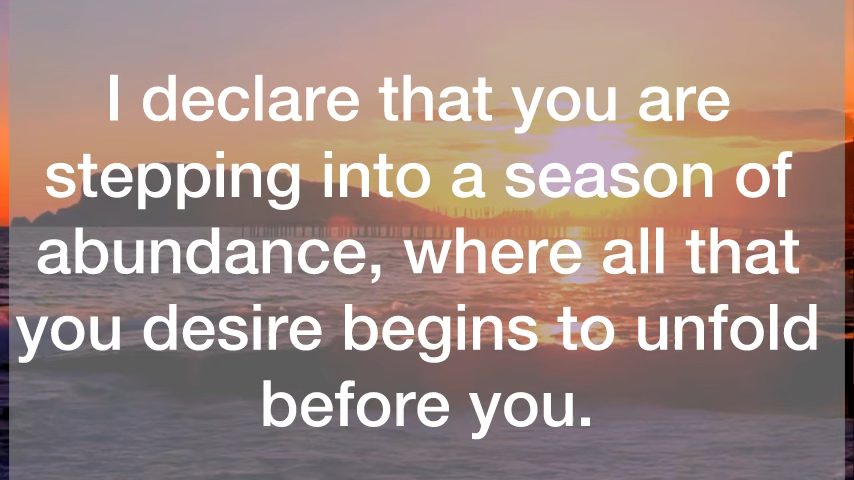 I declare that you are
stepping into a season of
abundance, where all that
you desire begins to unfold
before you.